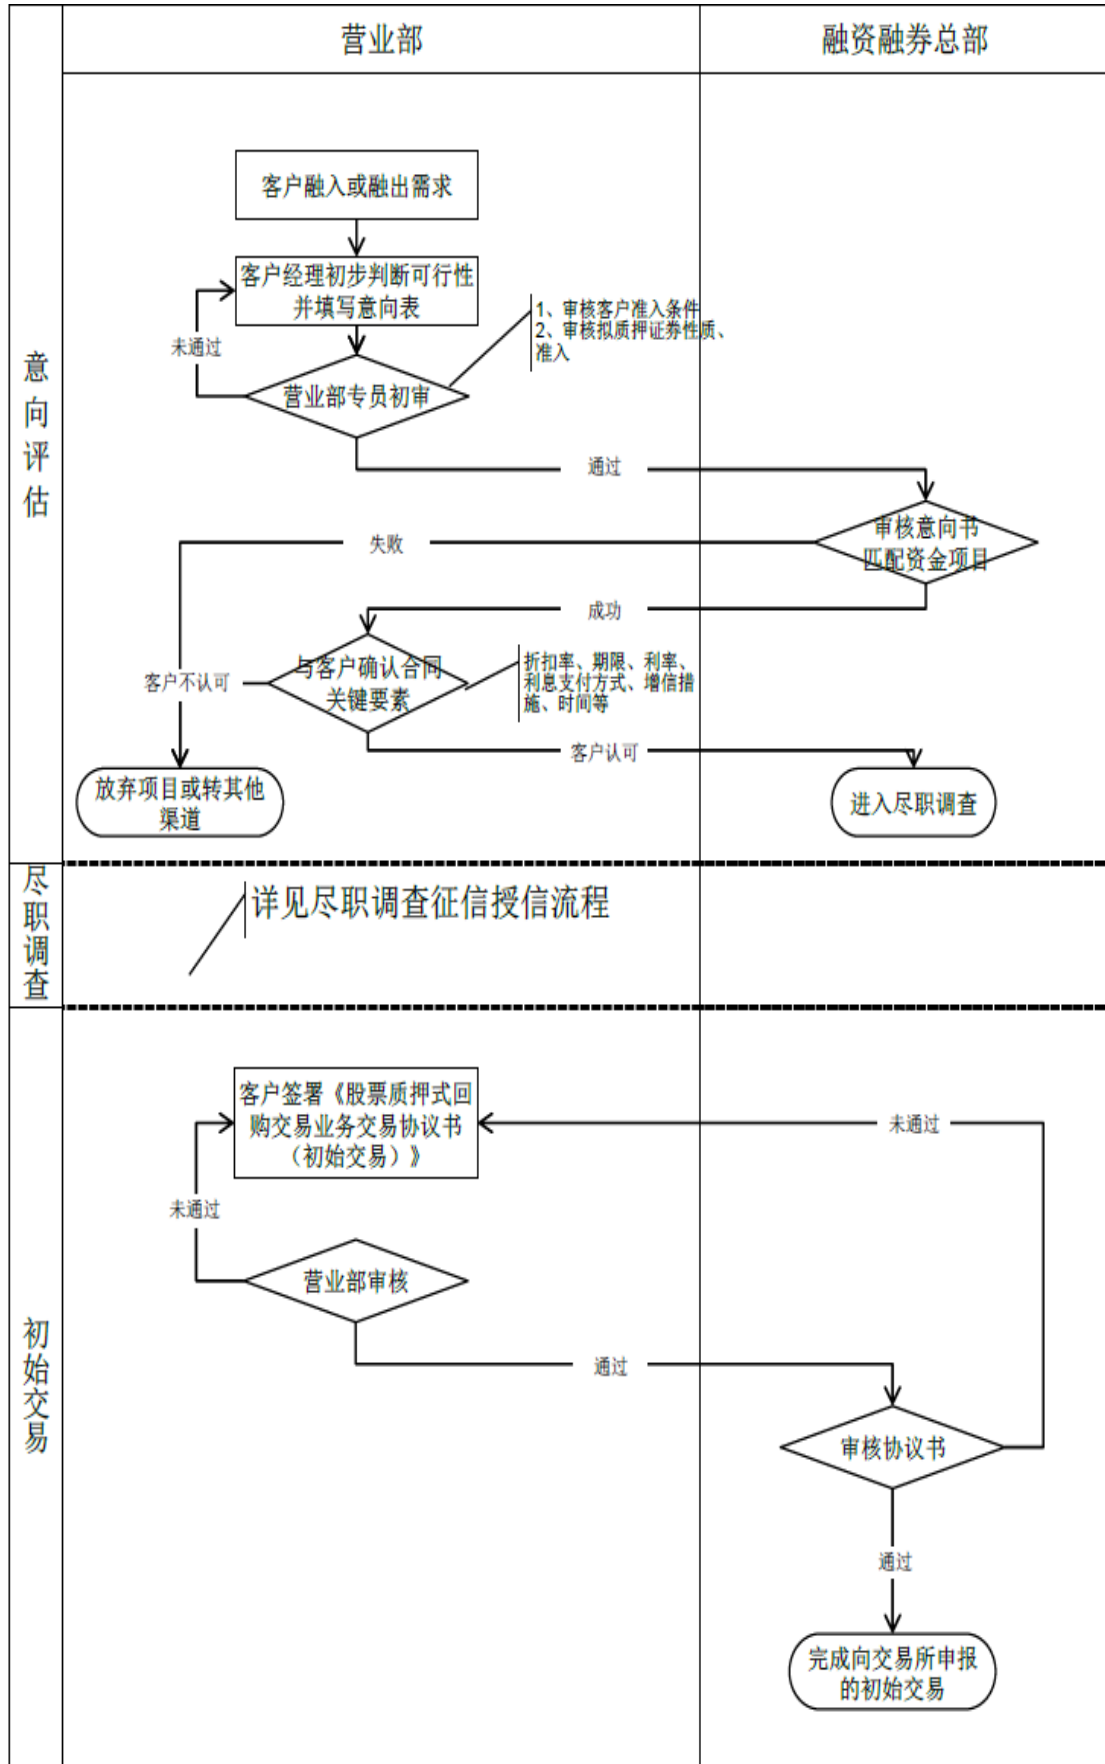 营业部
融资融券总部
意向评估
客户融入或融出需求
客户经理初步判断可行性
并填写意向表
1、审核客户准入条件
2、审核拟质押证券性质、
准入
未通过
营业部专员初审
通过
审核意向书
匹配资金项目
失败
成功
与客户确认合同
关键要素
折扣率、期限、利率、
利息支付方式、增信措
施、时间等
客户不认可
客户认可
放弃项目或转其他
渠道
进入尽职调查
尽职调查
详见尽职调查征信授信流程
初始交易
客户签署《股票质押式回
购交易业务交易协议书
（初始交易）》
未通过
未通过
营业部审核
通过
审核协议书
通过
完成向交易所申报
的初始交易